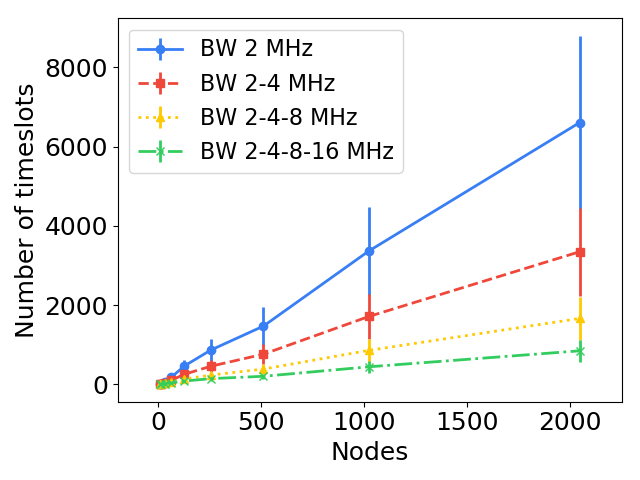 BW 2 MHz
BW 2-4 MHz
BW 2-4-8 MHz
BW 2-4-8-16 MHz
Number of timeslots
8000
6000
4000
2000
0
0 500 1000 1500 2000
Nodes